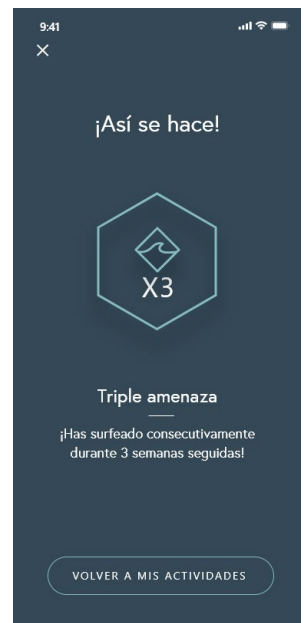 9:41
¡Así se hace!
X3
Triple amenaza
¡Has surfeado consecutivamente
durante 3 semanas seguidas!
VOLVER A MIS ACTIVIDADES